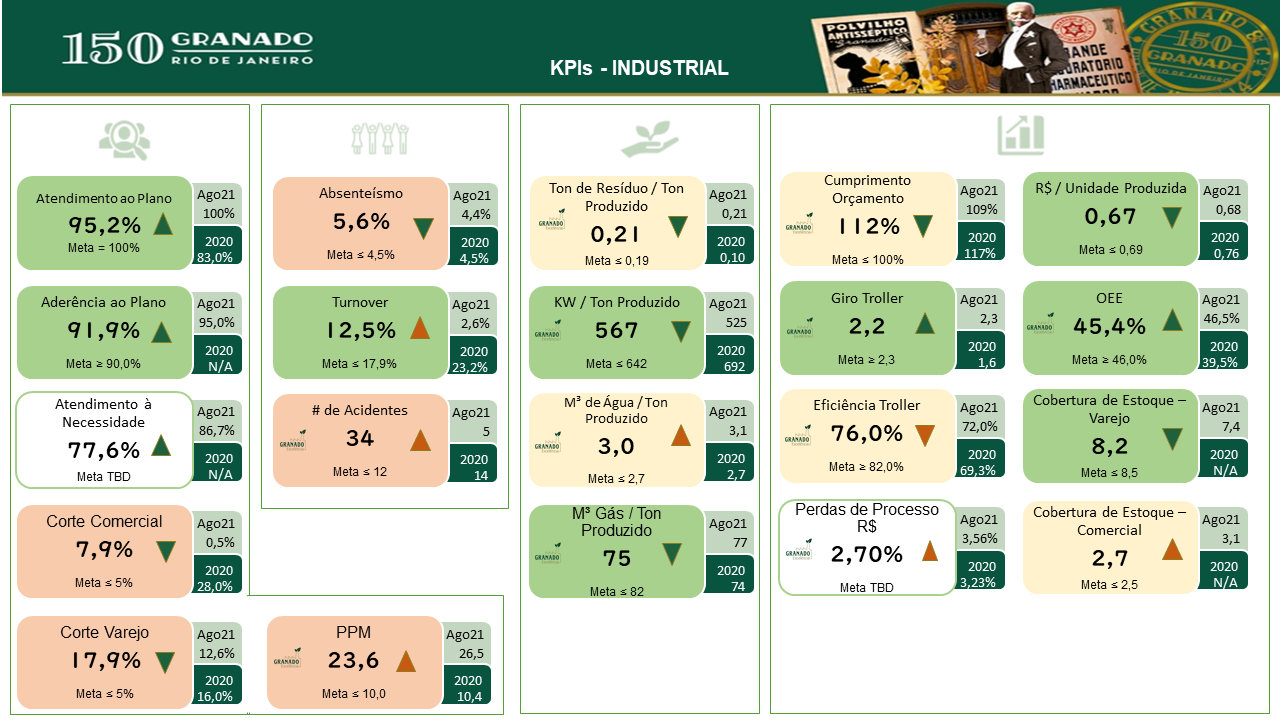 150 GRANADO
RIO DE JANEIRO
KPIs - INDUSTRIAL
POLVILHO
ANTISSÉPTICO
"Granado"
GRANDE
LABORATORIO
PHARMACEUTICO
150
GRANADO
RIO DE JANEIRO
Atendimento ao Plano
95,2%
Meta = 100%
Ago21
100%
2020
83,0%
Aderência ao Plano
91,9%
Meta ≥ 90,0%
Ago21
95,0%
2020
N/A
Atendimento à
Necessidade
77,6%
Meta TBD
Ago21
86,7%
2020
N/A
Corte Comercial
7,9%
Meta ≤ 5%
Ago21
0,5%
2020
28,0%
Corte Varejo
17,9%
Meta ≤ 5%
Ago21
12,6%
2020
16,0%
Absenteísmo
5,6%
Meta ≤ 4,5%
Ago21
4,4%
2020
4,5%
Turnover
12,5%
Meta ≤ 17,9%
Ago21
2,6%
2020
23,2%
# de Acidentes
GRANADO
34
Meta ≤ 12
Ago21
5
2020
14
PPM
GRANADO
23,6
Meta ≤ 10,0
Ago21
26,5
2020
10,4
Ton de Resíduo / Ton
Produzido
GRANADO
0,21
Meta ≤ 0,19
Ago21
0,21
2020
0,10
KW / Ton Produzido
GRANADO
567
Meta ≤ 642
Ago21
525
2020
692
M³ de Água / Ton
Produzido
GRANADO
3,0
Meta ≤ 2,7
Ago21
3,1
2020
2,7
M³ Gás / Ton
Produzido
GRANADO
75
Meta ≤ 82
Ago21
77
2020
74
Cumprimento
Orçamento
GRANADO
112%
Meta ≤ 100%
Ago21
109%
2020
117%
Giro Troller
GRANADO
2,2
Meta ≥ 2,3
Ago21
2,3
2020
1,6
Eficiência Troller
GRANADO
76,0%
Meta ≥ 82,0%
Ago21
72,0%
2020
69,3%
Perdas de Processo
R$
GRANADO
2,70%
Meta TBD
Ago21
3,56%
2020
3,23%
R$ / Unidade Produzida
0,67
Meta ≤ 0,69
Ago21
0,68
2020
0,76
OEE
GRANADO
45,4%
Meta ≥ 46,0%
Ago21
46,5%
2020
39,5%
Cobertura de Estoque –
Varejo
8,2
Meta ≤ 8,5
Ago21
7,4
2020
N/A
Cobertura de Estoque –
Comercial
2,7
Meta ≤ 2,5
Ago21
3,1
2020
N/A